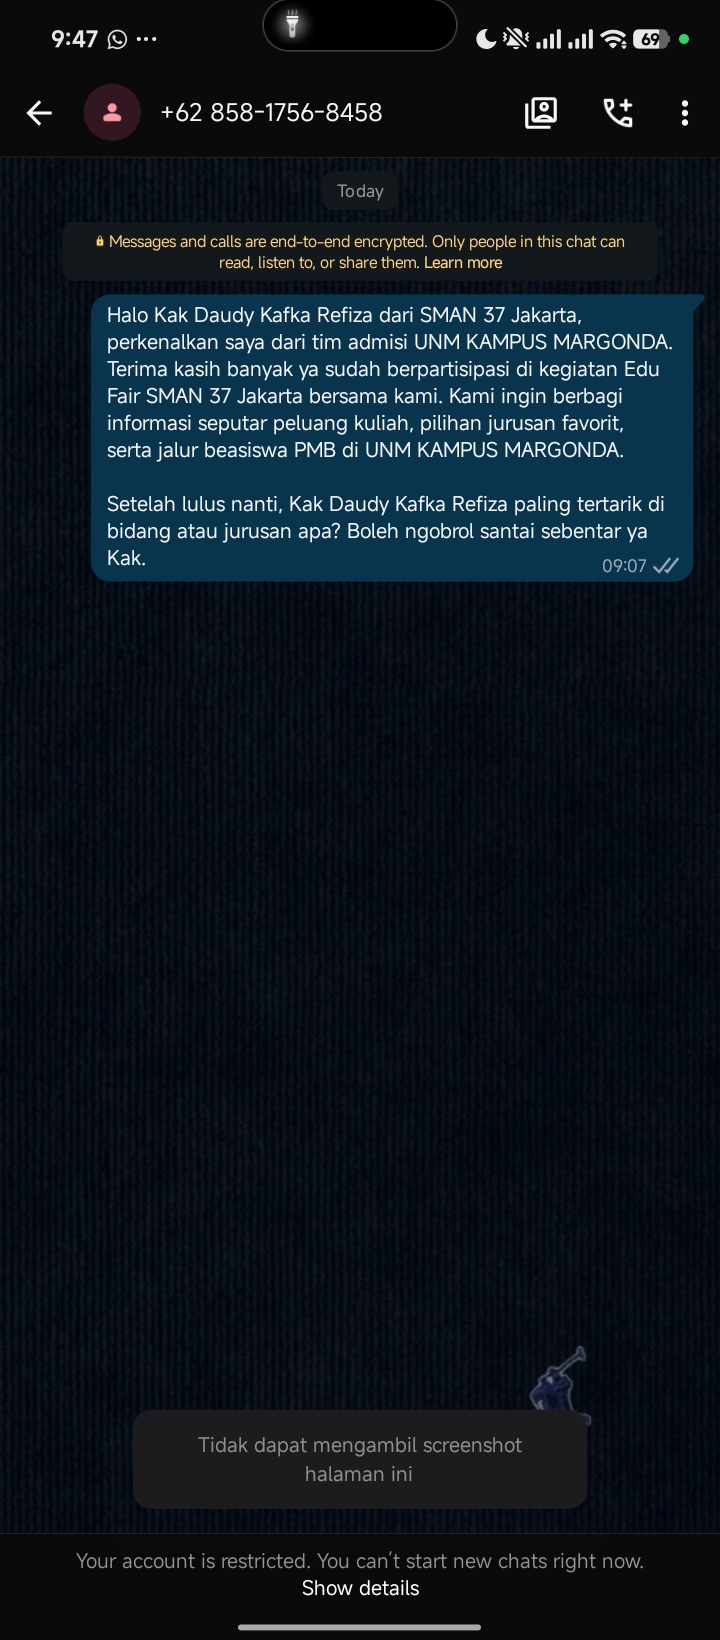 9:47
69
+62 858-1756-8458
Today
Messages and calls are end-to-end encrypted. Only people in this chat can
read, listen to, or share them. Learn more
Halo Kak Daudy Kafka Refiza dari SMAN 37 Jakarta,
perkenalkan saya dari tim admisi UNM KAMPUS MARGONDA.
Terima kasih banyak ya sudah berpartisipasi di kegiatan Edu
Fair SMAN 37 Jakarta bersama kami. Kami ingin berbagi
informasi seputar peluang kuliah, pilihan jurusan favorit,
serta jalur beasiswa PMB di UNM KAMPUS MARGONDA.
Setelah lulus nanti, Kak Daudy Kafka Refiza paling tertarik di
bidang atau jurusan apa? Boleh ngobrol santai sebentar ya
Kak.
09:07
Tidak dapat mengambil screenshot
halaman ini
Your account is restricted. You can't start new chats right now.
Show details